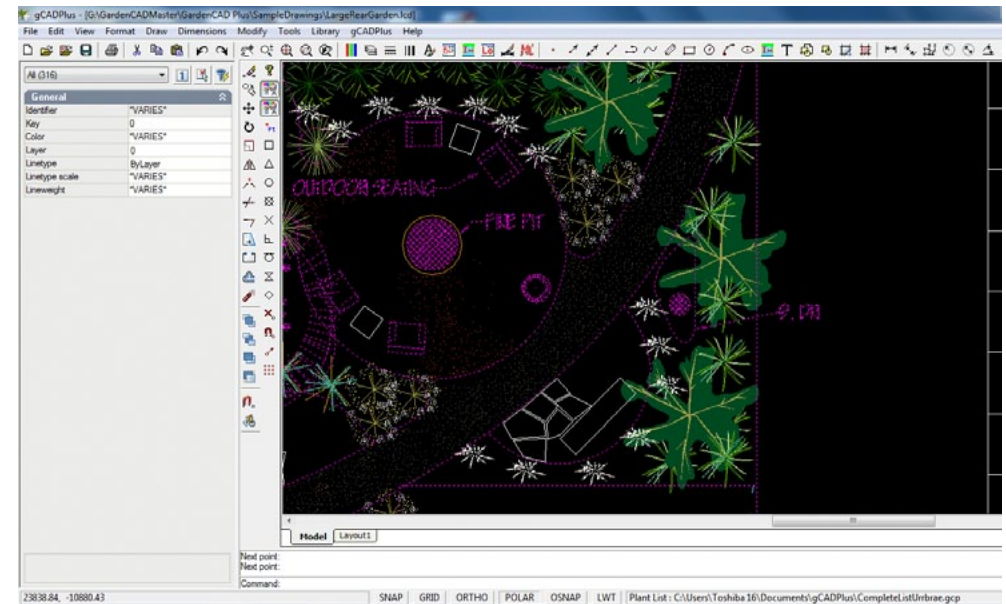 gCADPlus - [G:\GardenCADMaster\GardenCAD Plus\SampleDrawings\LargeRearGarden.lcd]
File Edit View Format Draw Dimensions Modify Tools Library gCADPlus Help
All (316)
General
Identifier "VARIES"
Key 0
Color "VARIES"
Layer 0
Linetype ByLayer
Linetype scale "VARIES"
Lineweight "VARIES"
OUTDOOR SEATING
FIRE PIT
Model Layout1
Next point:
Next point:
Command:
23838.84, -10880.43 SNAP GRID ORTHO POLAR OSNAP LWT Plant List : C:\Users\Toshiba 16\Documents\gCADPlus\CompleteListUrrbrae.gcp